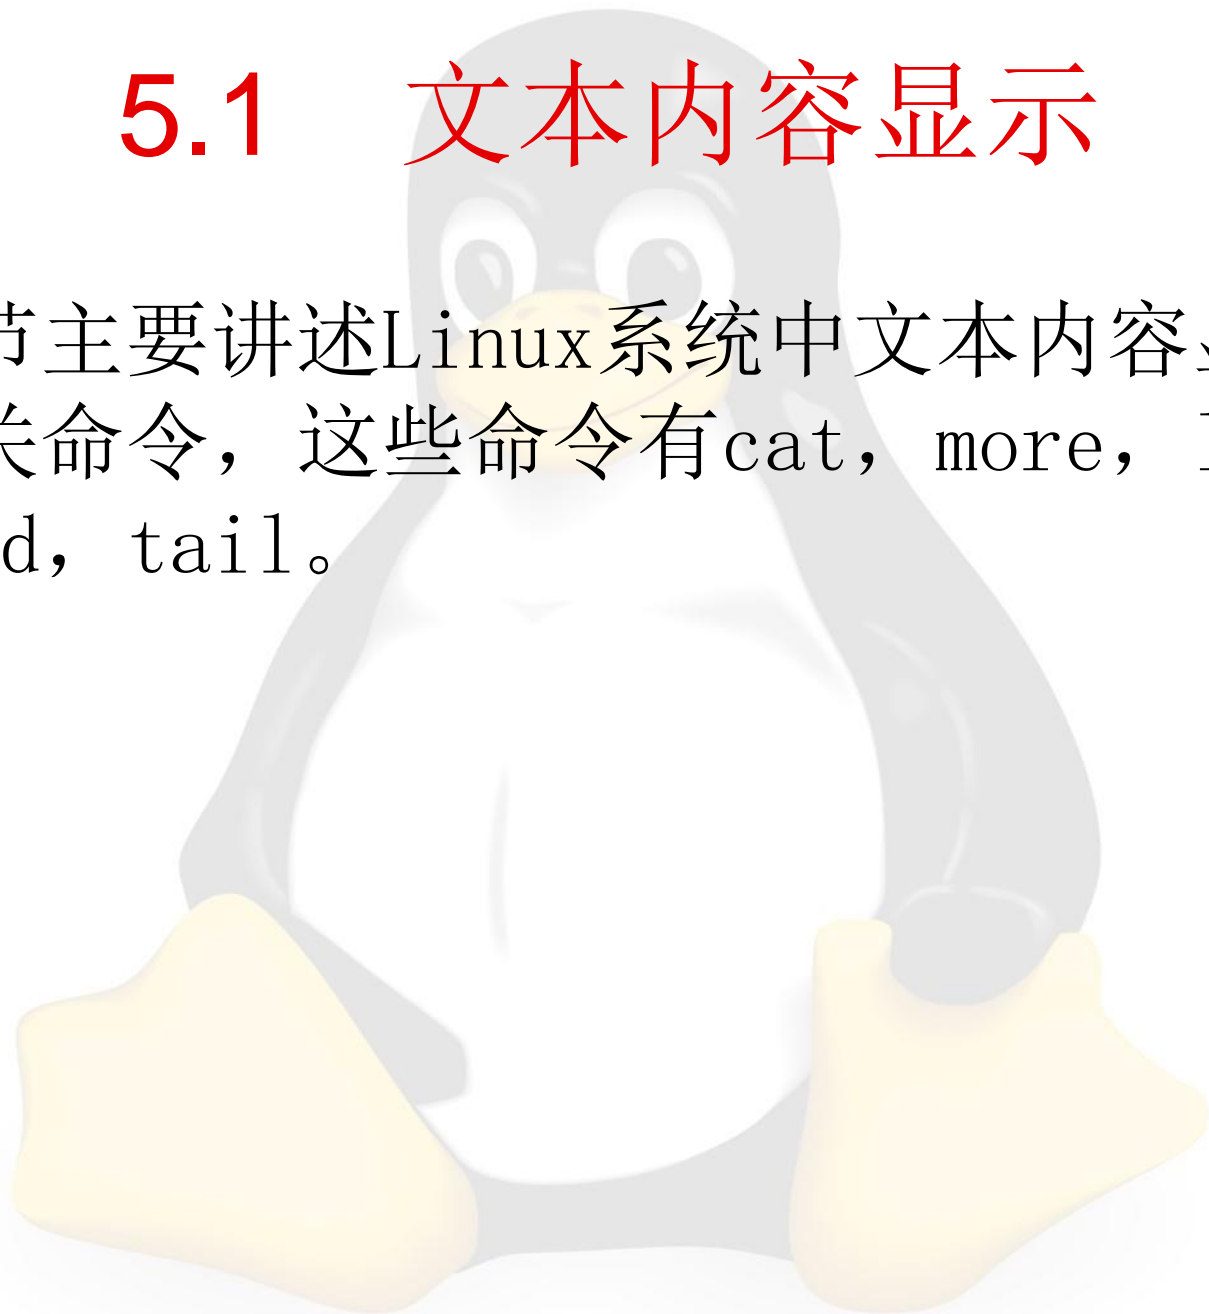 5.1 文本内容显示
节主要讲述Linux系统中文本内容
关命令，这些命令有cat，more，
d，tail。